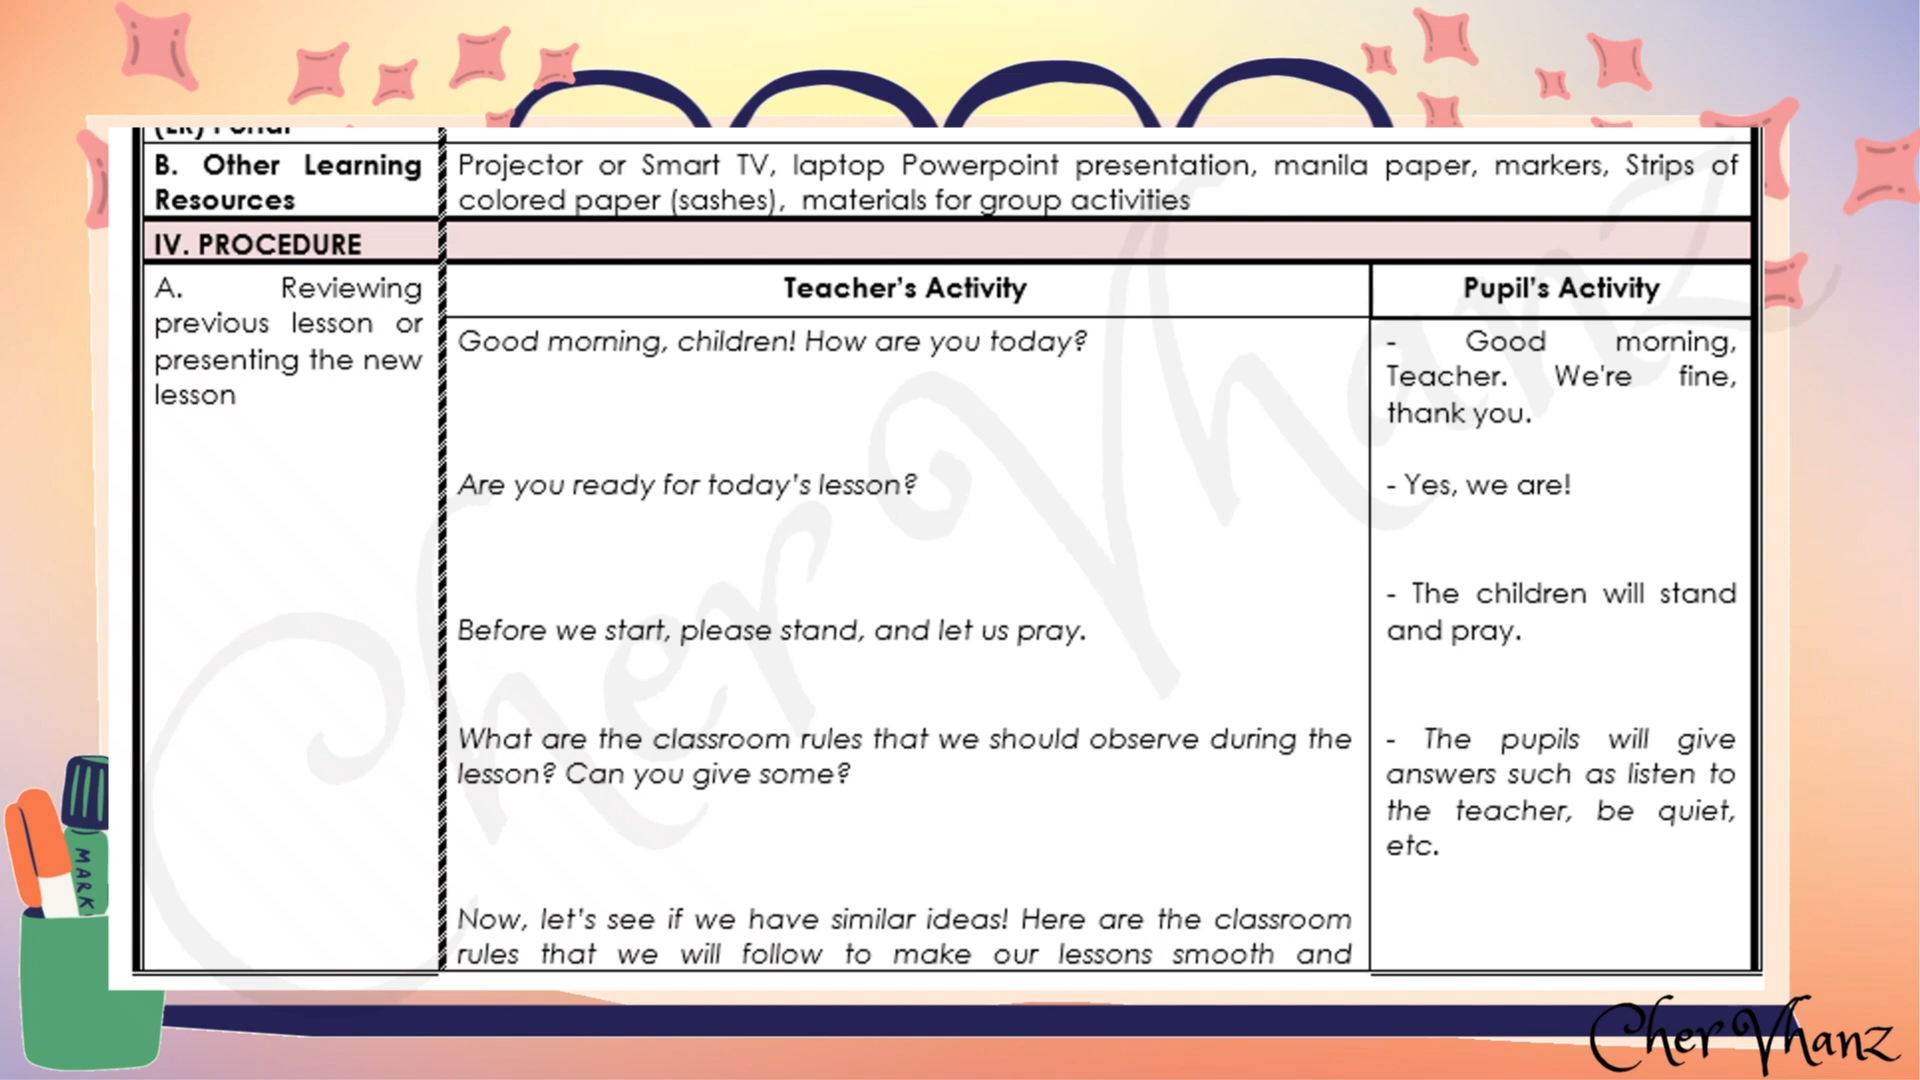 B. Other Learning
Resources
Projector or Smart TV, laptop Powerpoint presentation, manila paper, markers, Strips of
colored paper (sashes), materials for group activities
IV. PROCEDURE
A. Reviewing
previous lesson or
presenting the new
lesson
Teacher's Activity
Good morning, children! How are you today?
Are you ready for today's lesson?
Before we start, please stand, and let us pray.
What are the classroom rules that we should observe during the
lesson? Can you give some?
Now, let's see if we have similar ideas! Here are the classroom
rules that we will follow to make our lessons smooth and
Pupil's Activity
- Good morning,
Teacher. We're fine,
thank you.
- Yes, we are!
- The children will stand
and pray.
- The pupils will give
answers such as listen to
the teacher, be quiet,
etc.
Cher Vhanz
MARK
Cher Vhanz